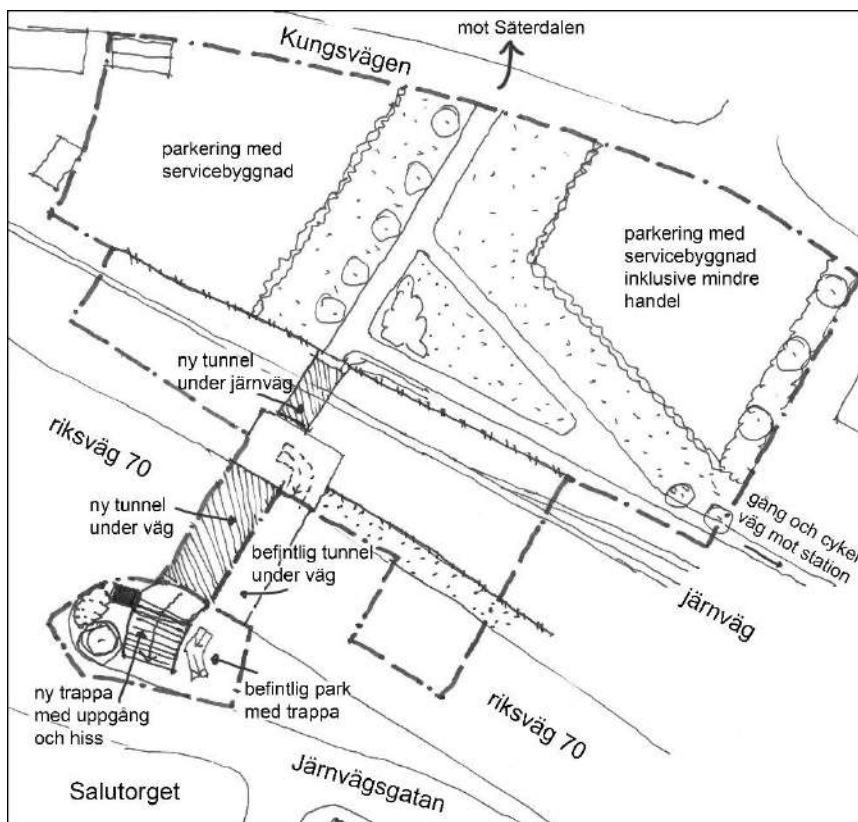 mot Säterdalen
Kungsvägen
parkering med
servicebyggnad
parkering med
servicebyggnad
inklusive mindre
handel
ny tunnel
under järnväg
riksväg 70
ny tunnel
under väg
befintlig tunnel
under väg
gång och cykel
väg mot station
järnväg
ny trappa
med uppgång
och hiss
befintlig park
med trappa
riksväg 70
Järnvägsgatan
Salutorget